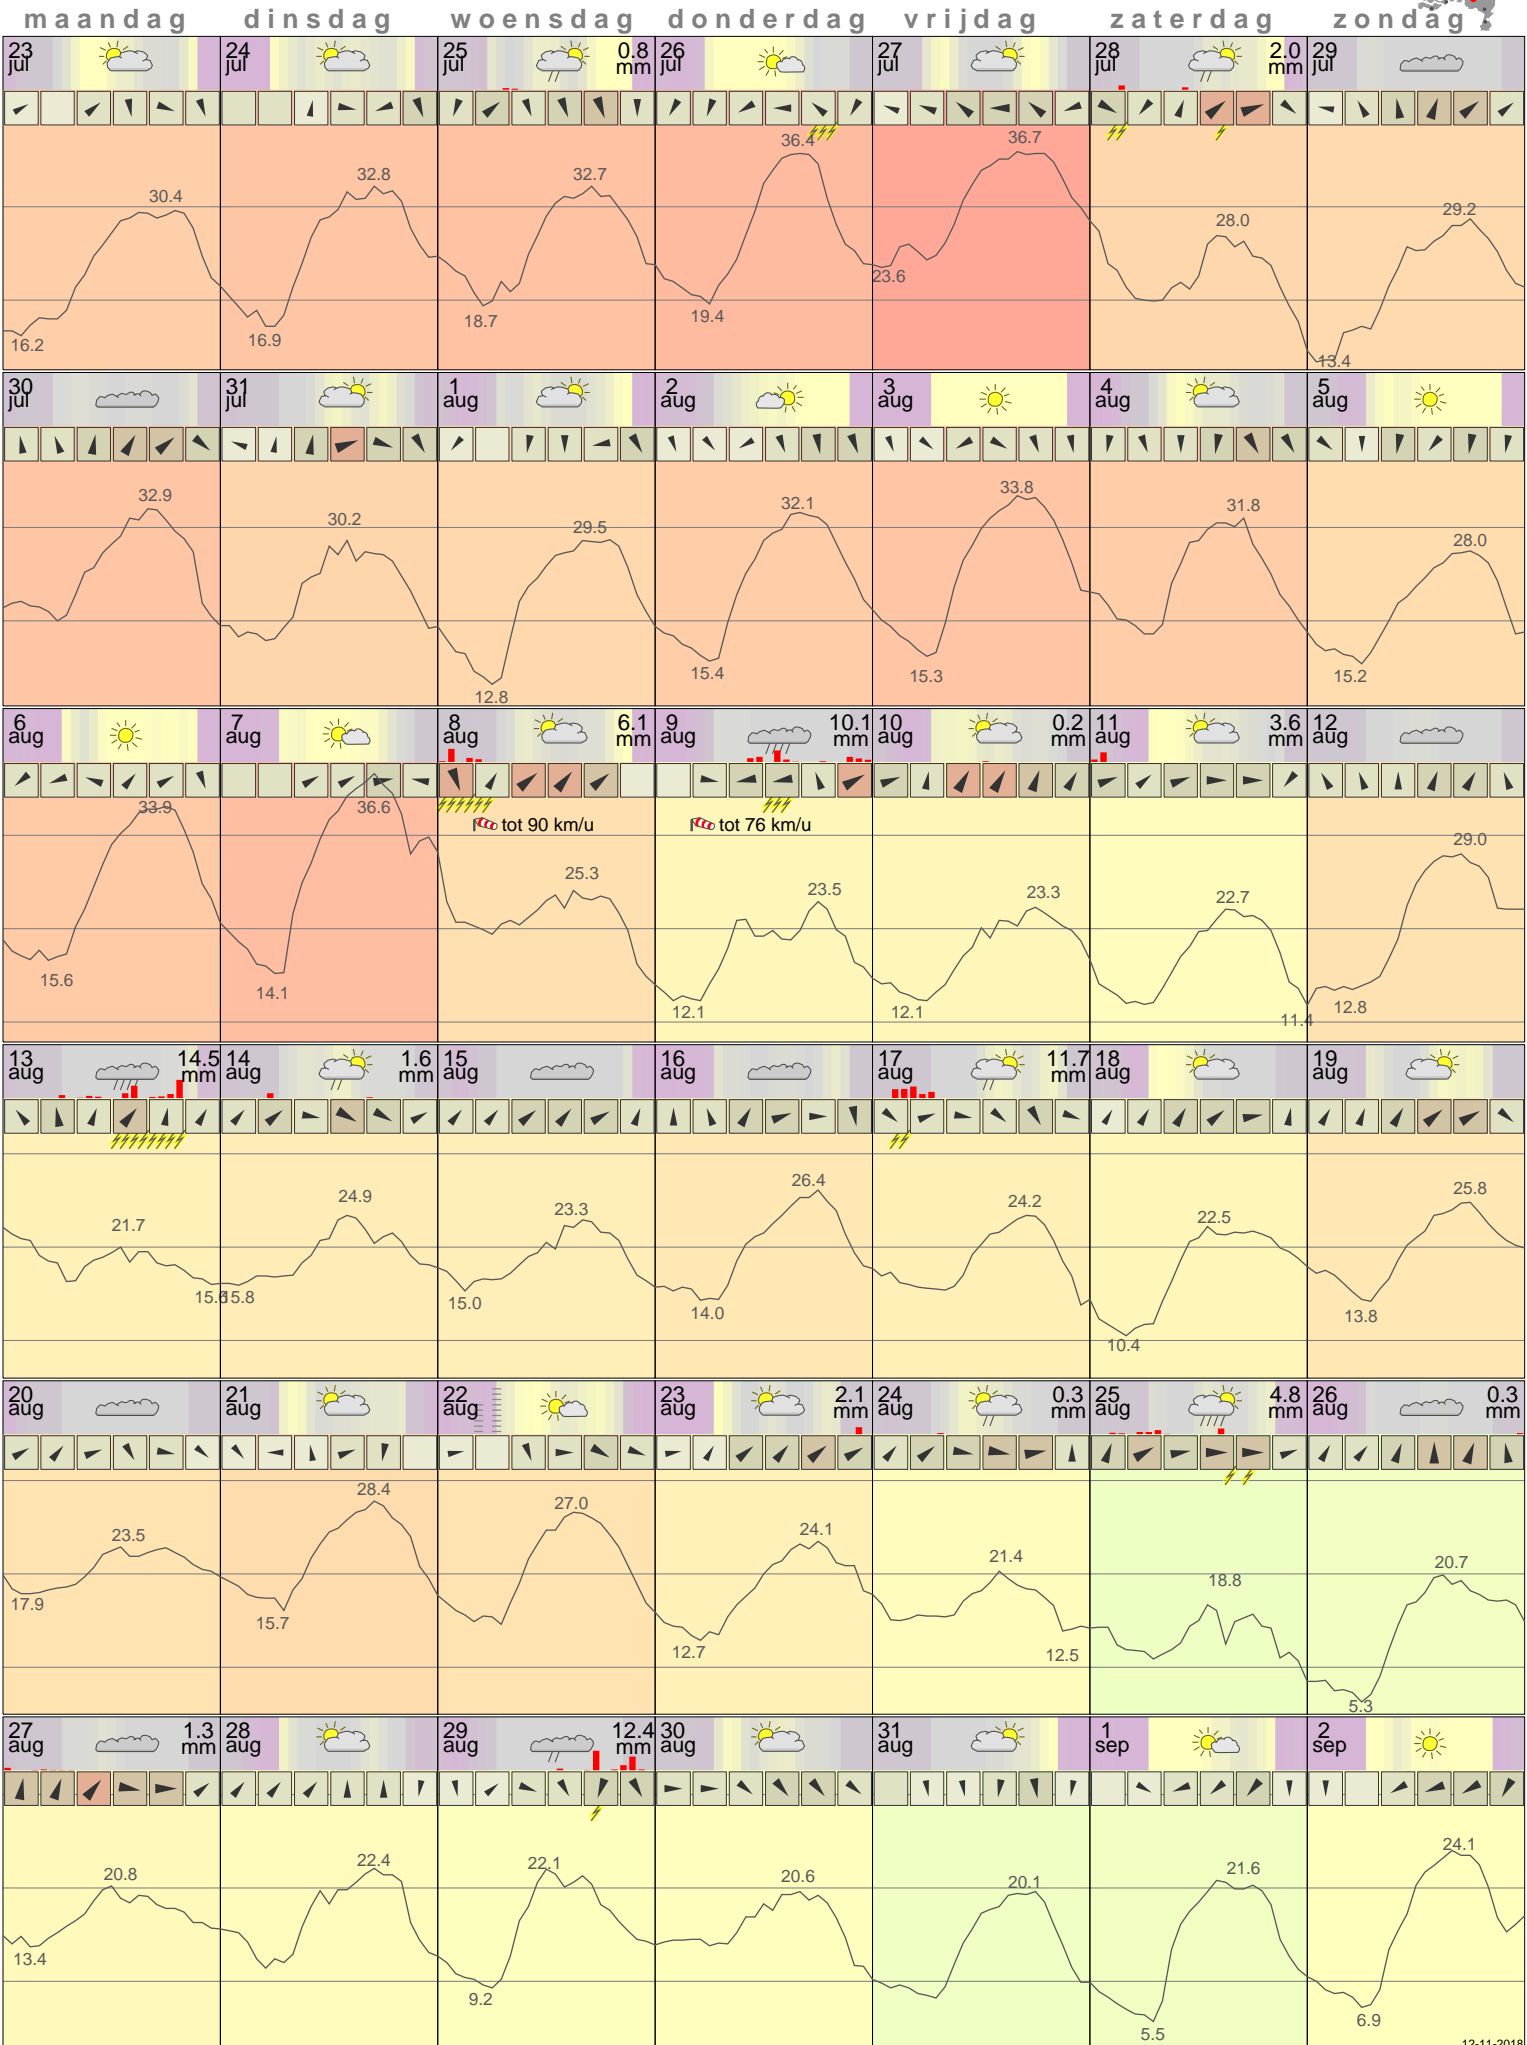 maandag dinsdag woensdag donderdag vrijdag zaterdag zondag
23 jul 24 jul 25 jul 0.8 mm 26 jul 27 jul 28 jul 2.0 mm 29 jul
30.4 32.8 32.7 36.4 36.7 28.0 29.2
16.2 16.9 18.7 19.4 23.6 13.4
30 jul 31 jul 1 aug 2 aug 3 aug 4 aug 5 aug
32.9 30.2 29.5 32.1 33.8 31.8 28.0
12.8 15.4 15.3 15.2
6 aug 7 aug 8 aug 6.1 mm 9 aug 10.1 mm 10 aug 0.2 mm 11 aug 3.6 mm 12 aug
tot 90 km/u tot 76 km/u
33.9 36.6 25.3 23.5 23.3 22.7 29.0
15.6 14.1 12.1 12.1 11.4 12.8
13 aug 14.5 mm 14 aug 1.6 mm 15 aug 16 aug 17 aug 11.7 mm 18 aug 19 aug
21.7 24.9 23.3 26.4 24.2 22.5 25.8
15.6 15.8 15.0 14.0 10.4 13.8
20 aug 21 aug 22 aug 23 aug 2.1 mm 24 aug 0.3 mm 25 aug 4.8 mm 26 aug 0.3 mm
23.5 28.4 27.0 24.1 21.4 18.8 20.7
17.9 15.7 12.7 12.5 5.3
27 aug 1.3 mm 28 aug 29 aug 12.4 mm 30 aug 31 aug 1 sep 2 sep
20.8 22.4 22.1 20.6 20.1 21.6 24.1
13.4 9.2 5.5 6.9
12-11-2018